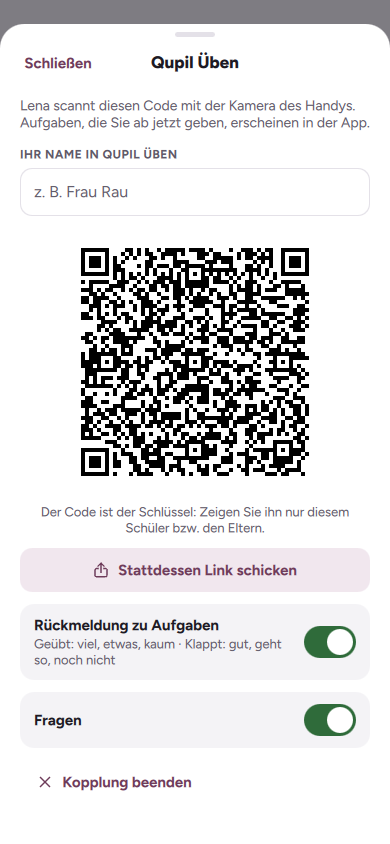 Schließen
Qupil Üben
Lena scannt diesen Code mit der Kamera des Handys.
Aufgaben, die Sie ab jetzt geben, erscheinen in der App.
IHR NAME IN QUPIL ÜBEN
z. B. Frau Rau
Der Code ist der Schlüssel: Zeigen Sie ihn nur diesem
Schüler bzw. den Eltern.
Stattdessen Link schicken
Rückmeldung zu Aufgaben
Geübt: viel, etwas, kaum · Klappt: gut, geht
so, noch nicht
Fragen
Kopplung beenden